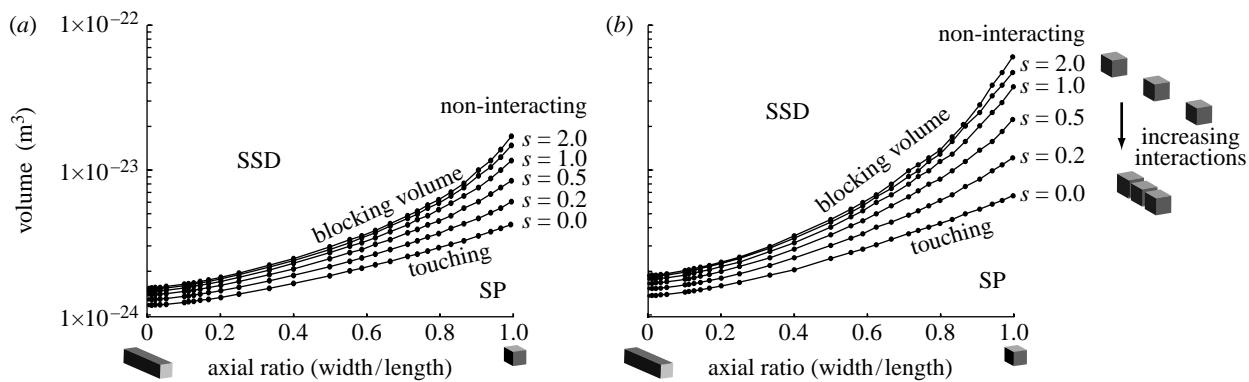 (a)
1×10−22
1×10−23
1×10−24
volume (m³)
SSD
non-interacting
s = 2.0
s = 1.0
s = 0.5
s = 0.2
s = 0.0
blocking volume
touching
SP
0 0.2 0.4 0.6 0.8 1.0
axial ratio (width/length)
(b)
SSD
non-interacting
s = 2.0
s = 1.0
s = 0.5
s = 0.2
s = 0.0
blocking volume
touching
SP
0 0.2 0.4 0.6 0.8 1.0
axial ratio (width/length)
increasing
interactions